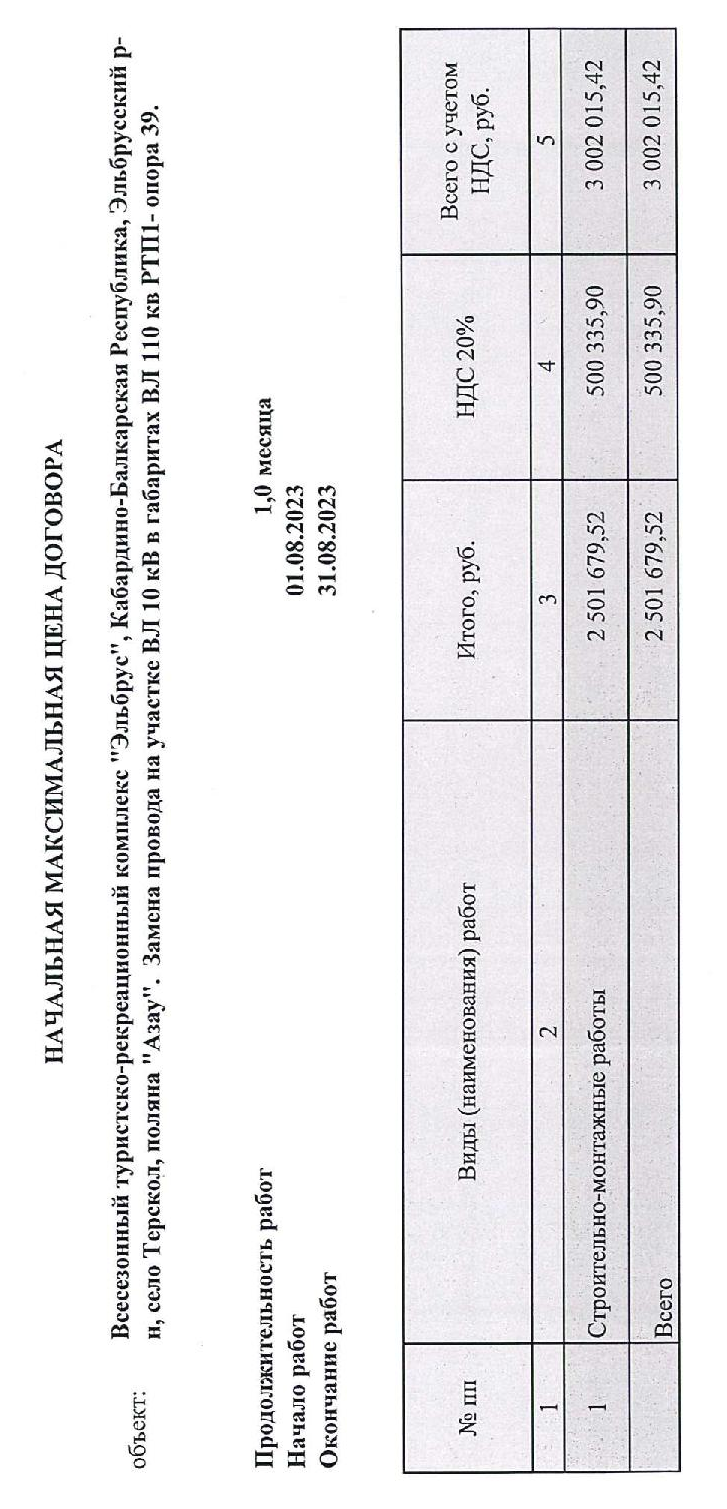 НАЧАЛЬНАЯ МАКСИМАЛЬНАЯ ЦЕНА ДОГОВОРА
объект: Всесезонный туристско-рекреационный комплекс "Эльбрус", Кабардино-Балкарская Республика, Эльбрусский р-
н, село Терскол, поляна "Азау". Замена провода на участке ВЛ 10 кВ в габаритах ВЛ 110 кв РТП1- опора 39.
Продолжительность работ 1,0 месяца
Начало работ 01.08.2023
Окончание работ 31.08.2023
№ пп Виды (наименования) работ Итого, руб. НДС 20% Всего с учетом
НДС, руб.
1 2 3 4 5
1 Строительно-монтажные работы 2 501 679,52 500 335,90 3 002 015,42
Всего 2 501 679,52 500 335,90 3 002 015,42